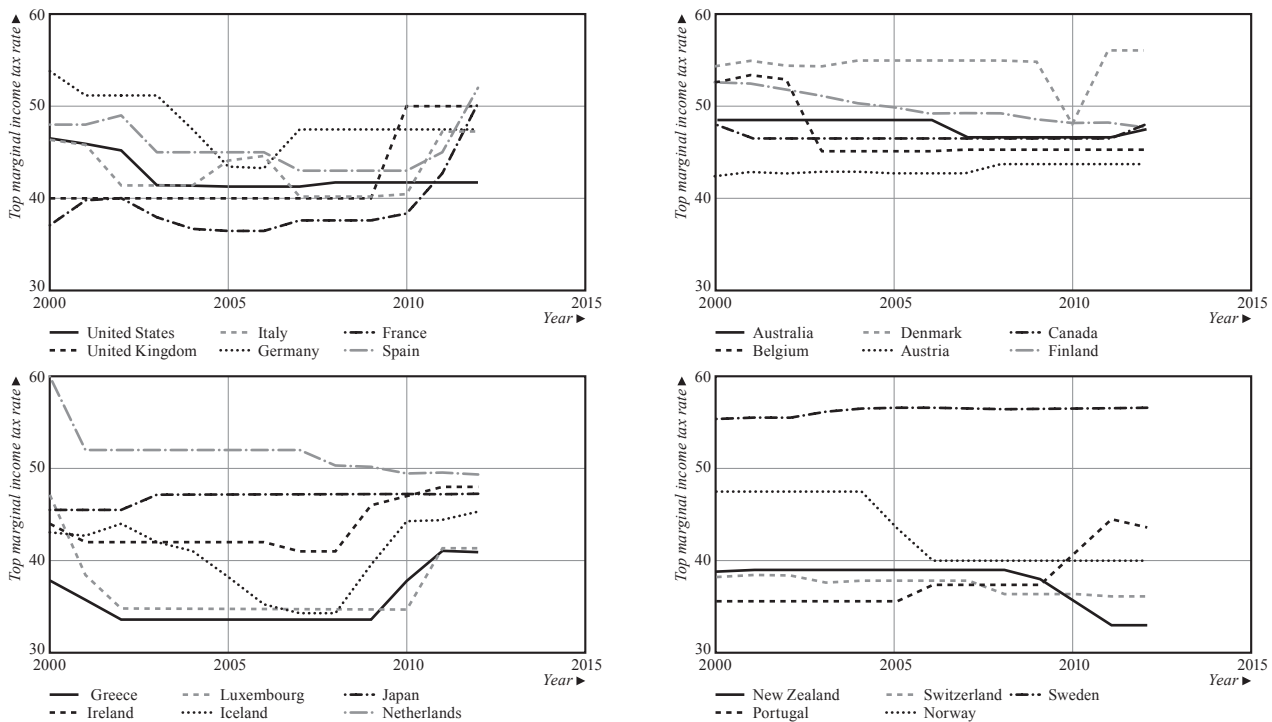 60
50
40
30
Top marginal income tax rate ▲
2000 2005 2010 2015
Year ►
United States Italy France
United Kingdom Germany Spain
60
50
40
30
Top marginal income tax rate ▲
2000 2005 2010 2015
Year ►
Australia Denmark Canada
Belgium Austria Finland
60
50
40
30
Top marginal income tax rate ▲
2000 2005 2010 2015
Year ►
Greece Luxembourg Japan
Ireland Iceland Netherlands
60
50
40
30
Top marginal income tax rate ▲
2000 2005 2010 2015
Year ►
New Zealand Switzerland Sweden
Portugal Norway